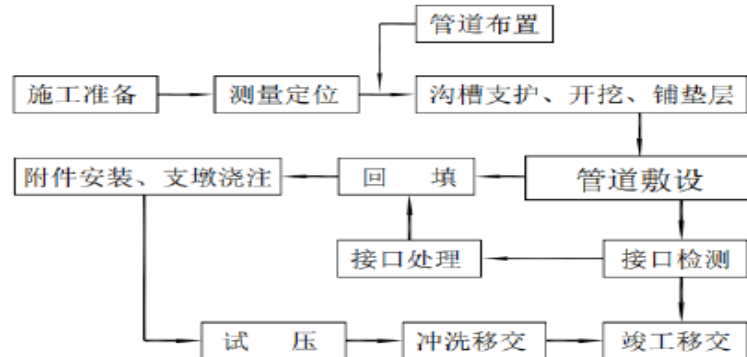 管道布置
施工准备
测量定位
沟槽支护、开挖、铺垫层
附件安装、支墩浇注
回 填
管道敷设
接口处理
接口检测
试 压
冲洗移交
竣工移交